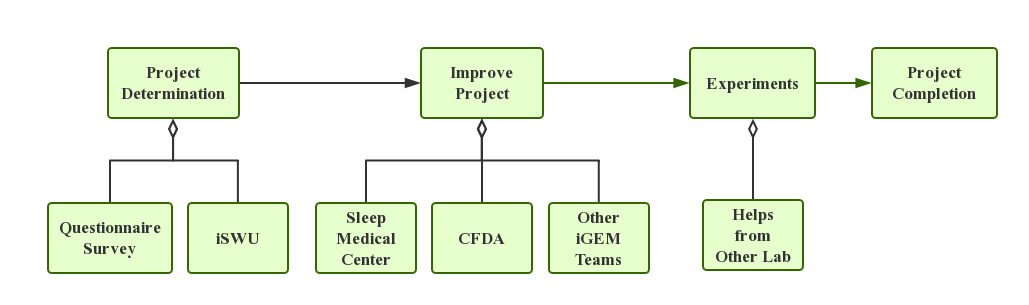 Project
Determination
Improve
Project
Experiments
Project
Completion
Questionnaire
Survey
iSWU
Sleep
Medical
Center
CFDA
Other
iGEM
Teams
Helps
from
Other Lab